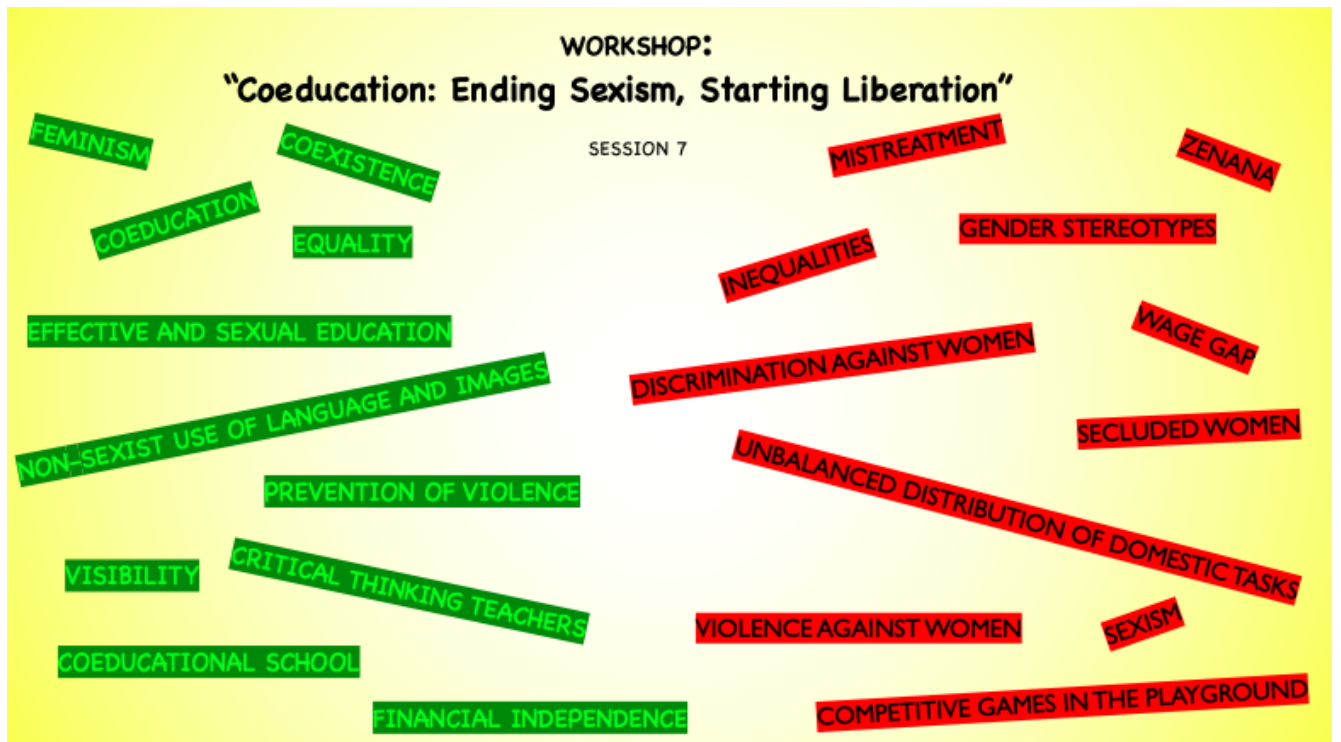 WORKSHOP:
“Coeducation: Ending Sexism, Starting Liberation”
SESSION 7
FEMINISM
COEXISTENCE
COEDUCATION
EQUALITY
EFFECTIVE AND SEXUAL EDUCATION
NON-SEXIST USE OF LANGUAGE AND IMAGES
PREVENTION OF VIOLENCE
VISIBILITY
CRITICAL THINKING TEACHERS
COEDUCATIONAL SCHOOL
FINANCIAL INDEPENDENCE
MISTREATMENT
ZENANA
GENDER STEREOTYPES
INEQUALITIES
WAGE GAP
DISCRIMINATION AGAINST WOMEN
SECLUDED WOMEN
UNBALANCED DISTRIBUTION OF DOMESTIC TASKS
VIOLENCE AGAINST WOMEN
SEXISM
COMPETITIVE GAMES IN THE PLAYGROUND